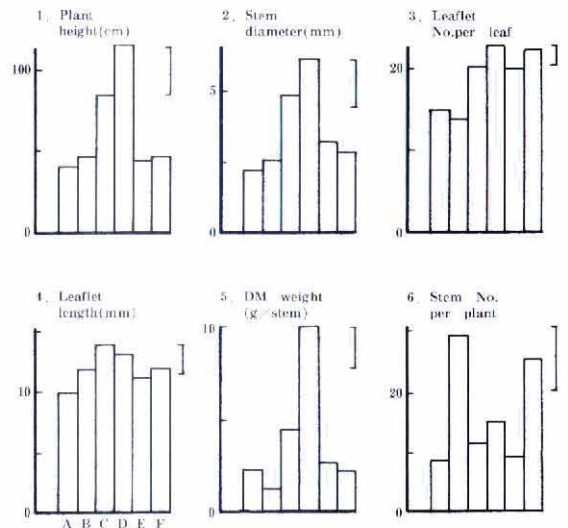 1. Plant
height(cm)
100
0
2. Stem
diameter(mm)
5
0
3. Leaflet
No.per leaf
20
0
4. Leaflet
length(mm)
10
0
A B C D E F
5. DM weight
(g/stem)
10
0
6. Stem No.
per plant
20
0